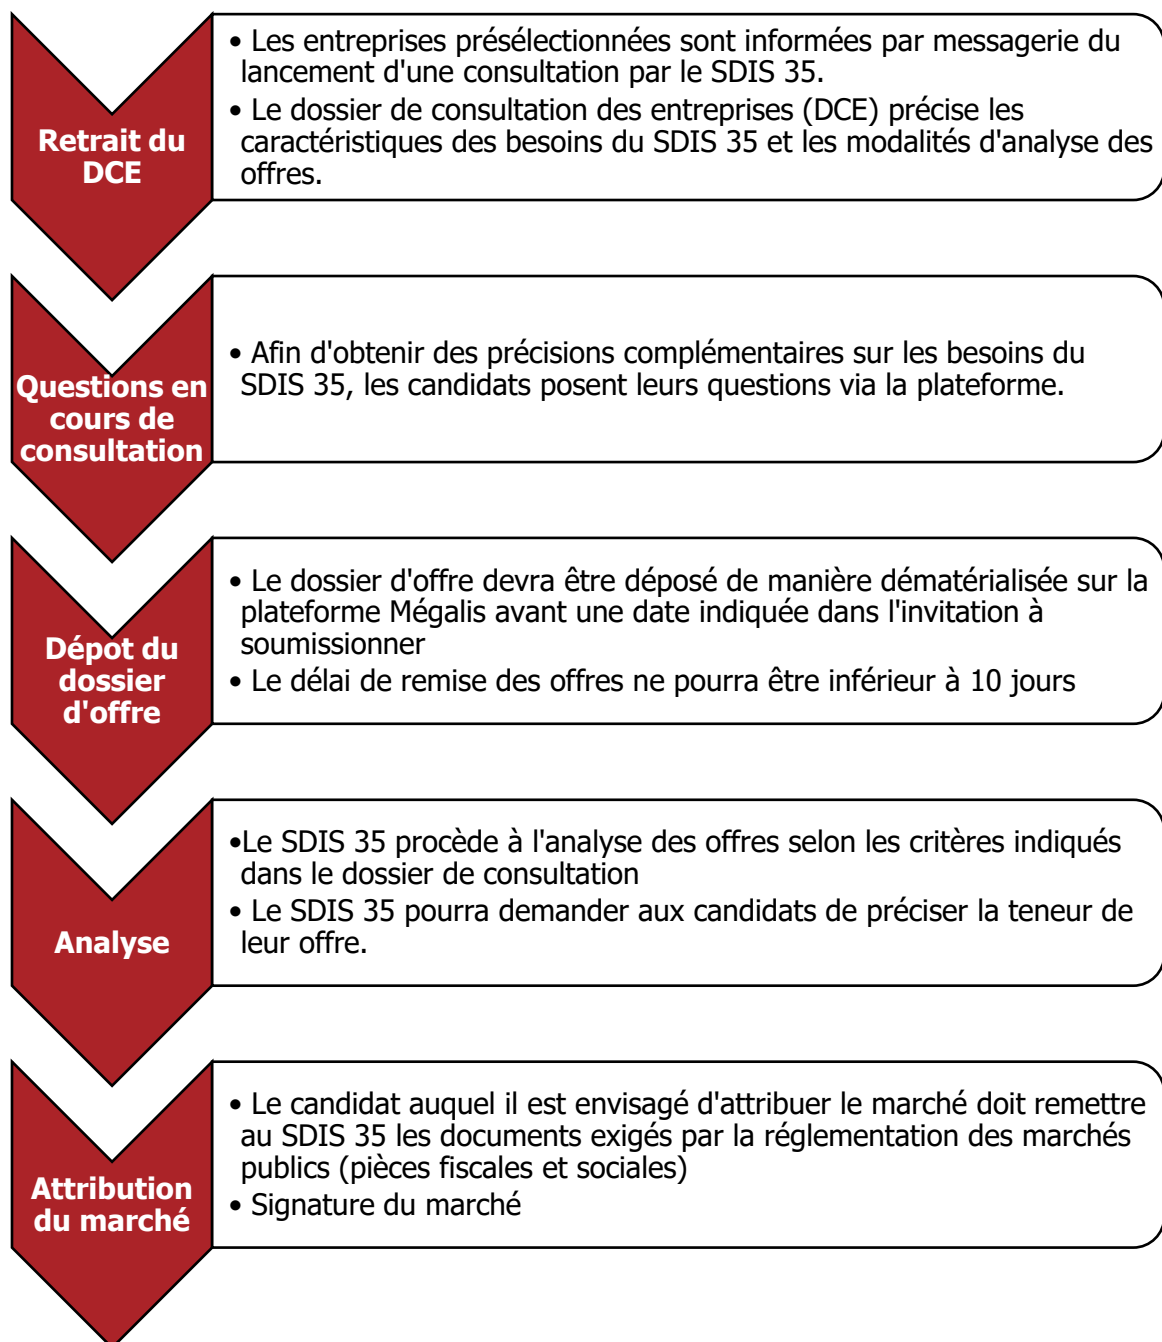 Retrait du
DCE
• Les entreprises présélectionnées sont informées par messagerie du
lancement d'une consultation par le SDIS 35.
• Le dossier de consultation des entreprises (DCE) précise les
caractéristiques des besoins du SDIS 35 et les modalités d'analyse des
offres.
Questions en
cours de
consultation
• Afin d'obtenir des précisions complémentaires sur les besoins du
SDIS 35, les candidats posent leurs questions via la plateforme.
Dépot du
dossier
d'offre
• Le dossier d'offre devra être déposé de manière dématérialisée sur la
plateforme Mégalis avant une date indiquée dans l'invitation à
soumissionner
• Le délai de remise des offres ne pourra être inférieur à 10 jours
Analyse
•Le SDIS 35 procède à l'analyse des offres selon les critères indiqués
dans le dossier de consultation
• Le SDIS 35 pourra demander aux candidats de préciser la teneur de
leur offre.
Attribution
du marché
• Le candidat auquel il est envisagé d'attribuer le marché doit remettre
au SDIS 35 les documents exigés par la réglementation des marchés
publics (pièces fiscales et sociales)
• Signature du marché